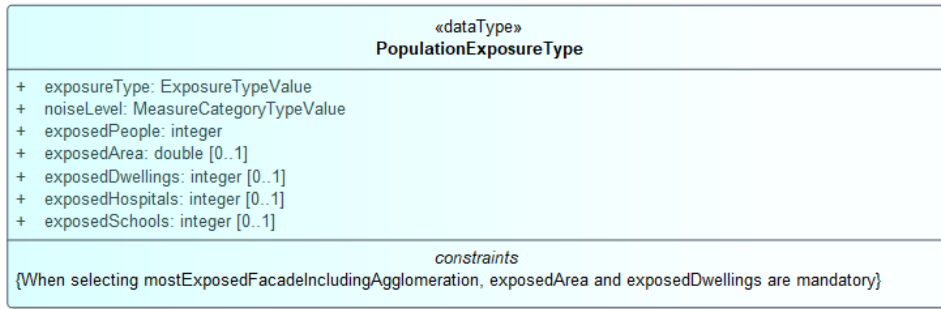 «dataType»
PopulationExposureType
+ exposureType: ExposureTypeValue
+ noiseLevel: MeasureCategoryTypeValue
+ exposedPeople: integer
+ exposedArea: double [0..1]
+ exposedDwellings: integer [0..1]
+ exposedHospitals: integer [0..1]
+ exposedSchools: integer [0..1]
constraints
{When selecting mostExposedFacadeIncludingAgglomeration, exposedArea and exposedDwellings are mandatory}